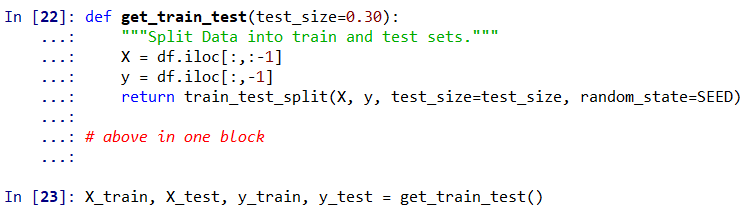 In [22]: def get_train_test(test_size=0.30):
    ...:     """Split Data into train and test sets."""
    ...:     X = df.iloc[:,:-1]
    ...:     y = df.iloc[:,-1]
    ...:     return train_test_split(X, y, test_size=test_size, random_state=SEED)
    ...:
    ...: # above in one block
    ...:
In [23]: X_train, X_test, y_train, y_test = get_train_test()